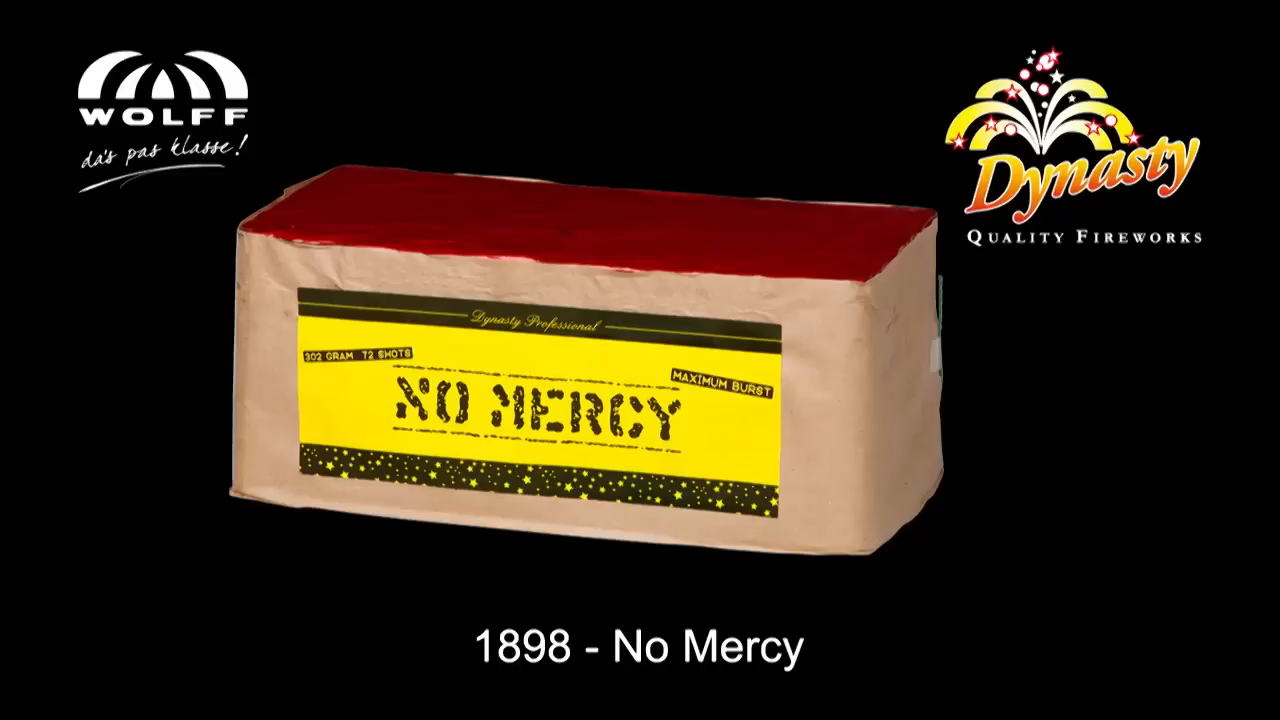 WOLFF
da's pas klasse!
Dynasty
QUALITY FIREWORKS
Dynasty Professional
302 GRAM 72 SHOTS
MAXIMUM BURST
NO MERCY
1898 - No Mercy